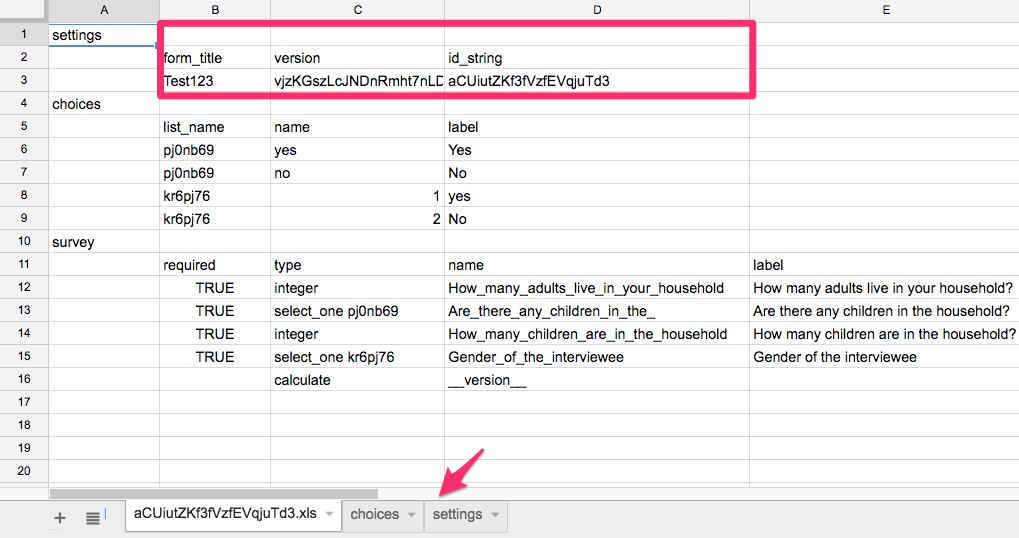 A B C D E
1 settings
2 form_title version id_string
3 Test123 vjzKGszLcJNDnRmht7nLD aCUiutZKf3fVzfEVqjuTd3
4 choices
5 list_name name label
6 pj0nb69 yes Yes
7 pj0nb69 no No
8 kr6pj76 1 yes
9 kr6pj76 2 No
10 survey
11 required type name label
12 TRUE integer How_many_adults_live_in_your_household How many adults live in your household?
13 TRUE select_one pj0nb69 Are_there_any_children_in_the_ Are there any children in the household?
14 TRUE integer How_many_children_are_in_the_household How many children are in the household?
15 TRUE select_one kr6pj76 Gender_of_the_interviewee Gender of the interviewee
16 calculate __version__
17
18
19
20
aCUiutZKf3fVzfEVqjuTd3.xls choices settings